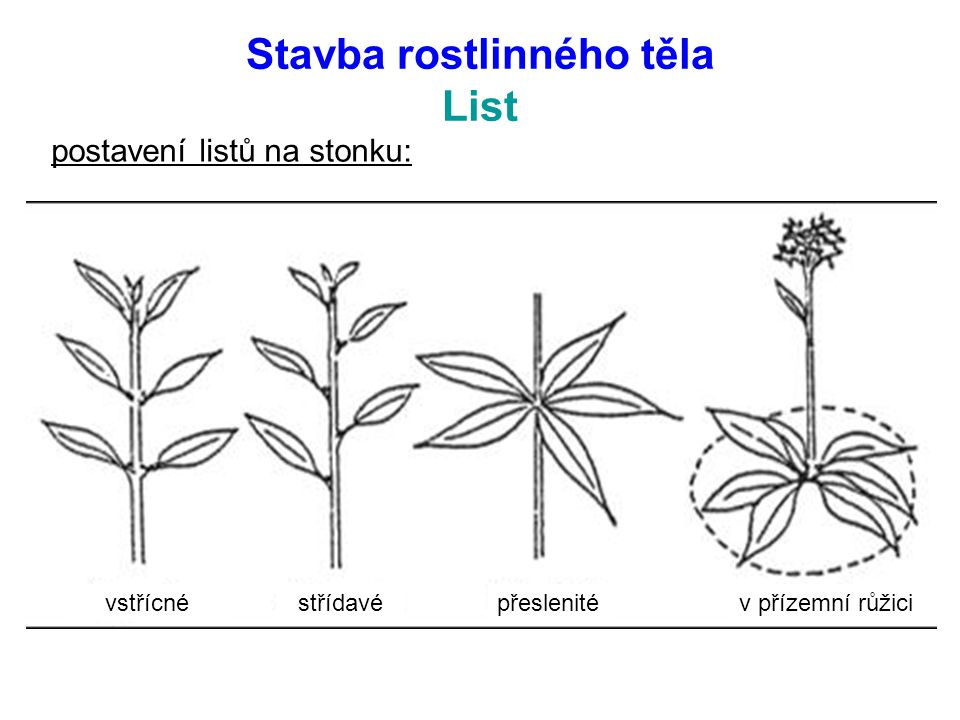 Stavba rostlinného těla
List
postavení listů na stonku:
vstřícné střídavé přeslenité v přízemní růžici